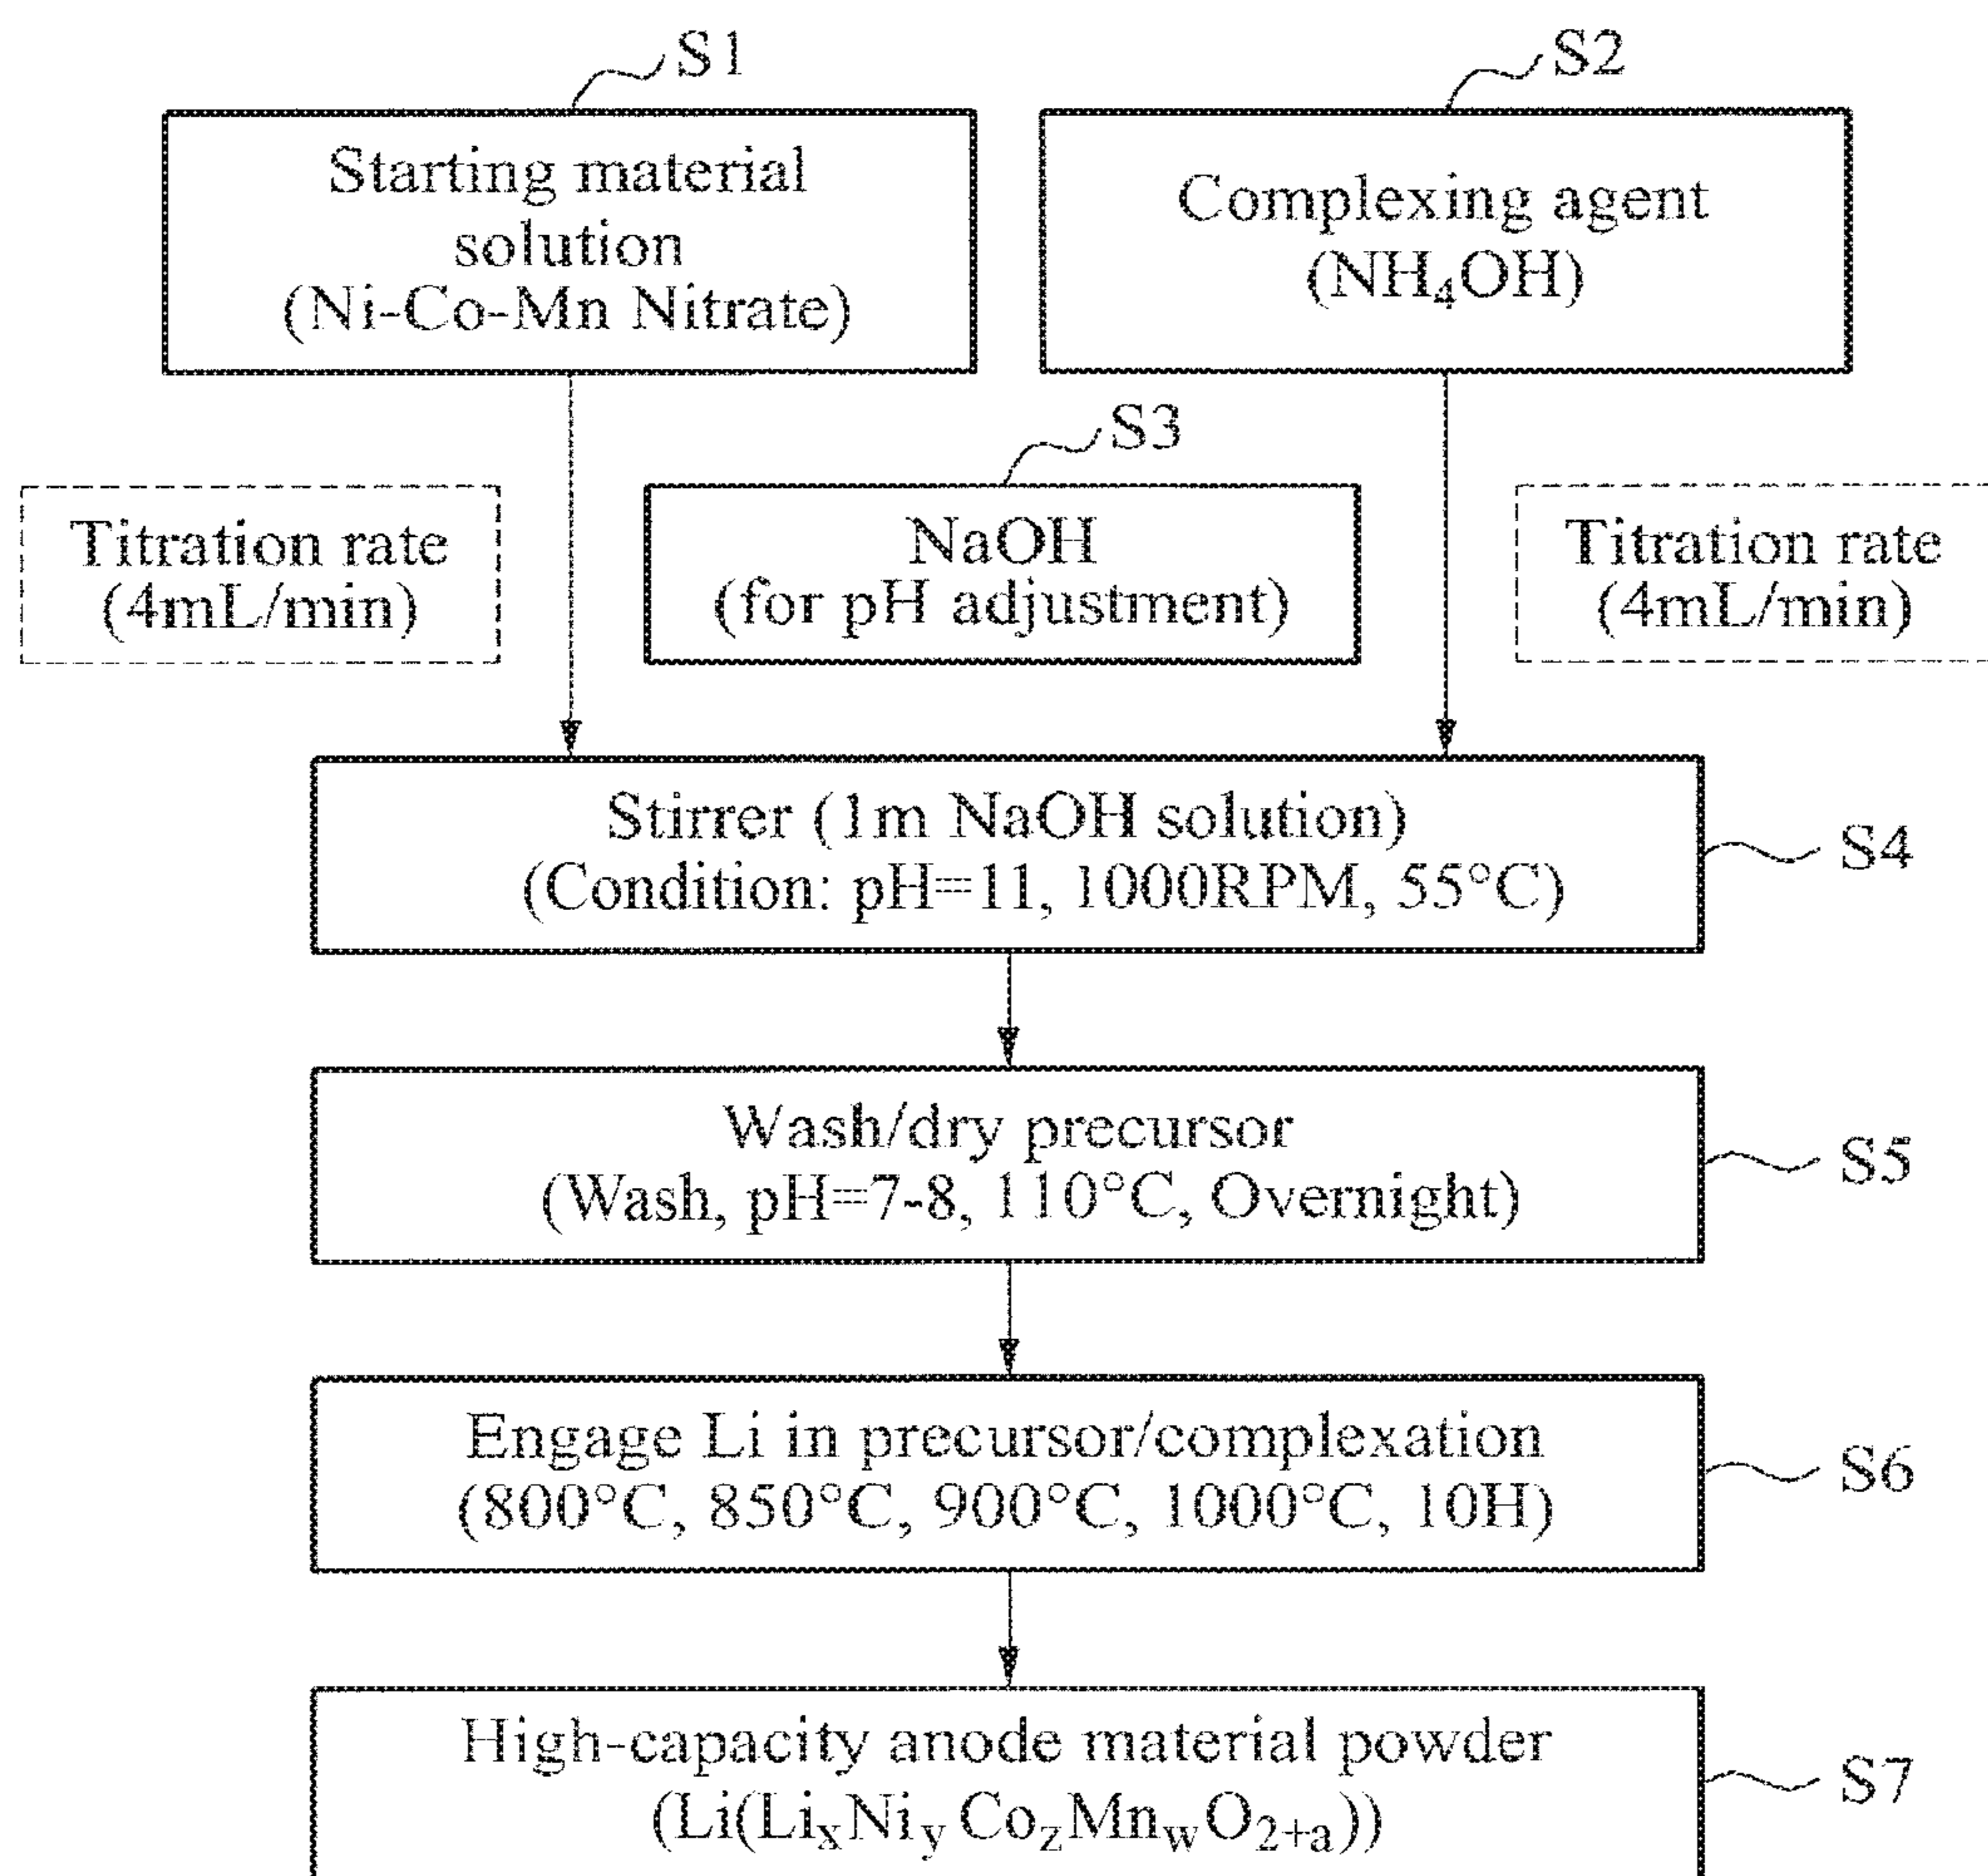 S1
S2
Starting material
solution
(Ni-Co-Mn Nitrate)
Complexing agent
(NH₄OH)
S3
Titration rate
(4mL/min)
NaOH
(for pH adjustment)
Titration rate
(4mL/min)
Stirrer (1m NaOH solution)
(Condition: pH=11, 1000RPM, 55°C)
S4
Wash/dry precursor
(Wash, pH=7-8, 110°C, Overnight)
S5
Engage Li in precursor/complexation
(800°C, 850°C, 900°C, 1000°C, 10H)
S6
High-capacity anode material powder
(Li(LiₓNi_yCo_zMn_wO₂₊ₐ))
S7